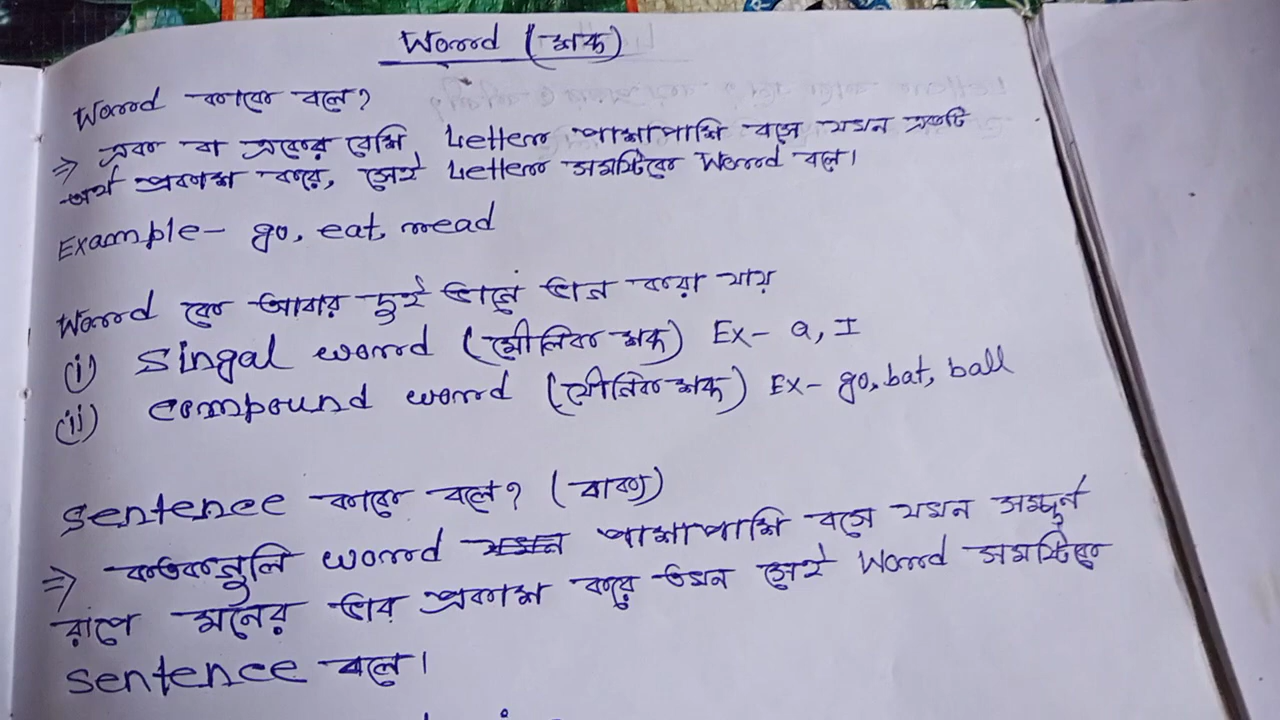 Word (শব্দ)
Word কাকে বলে?
⇒ এক বা একের বেশি Letter পাশাপাশি বসে যখন একটি
অর্থ প্রকাশ করে, সেই Letter সমষ্টিকে Word বলে।
Example- go, eat, read
Word কে আবার দুই ভাগে ভাগ করা যায়
(i) Singal word (মৌলিক শব্দ) Ex- a, I
(ii) compound word (যৌগিক শব্দ) Ex- go, bat, ball
Sentence কাকে বলে? (বাক্য)
⇒ কতকগুলি word যখন পাশাপাশি বসে যখন সম্পূর্ন
রূপে মনের ভাব প্রকাশ করে তখন সেই Word সমষ্টিকে
Sentence বলে।